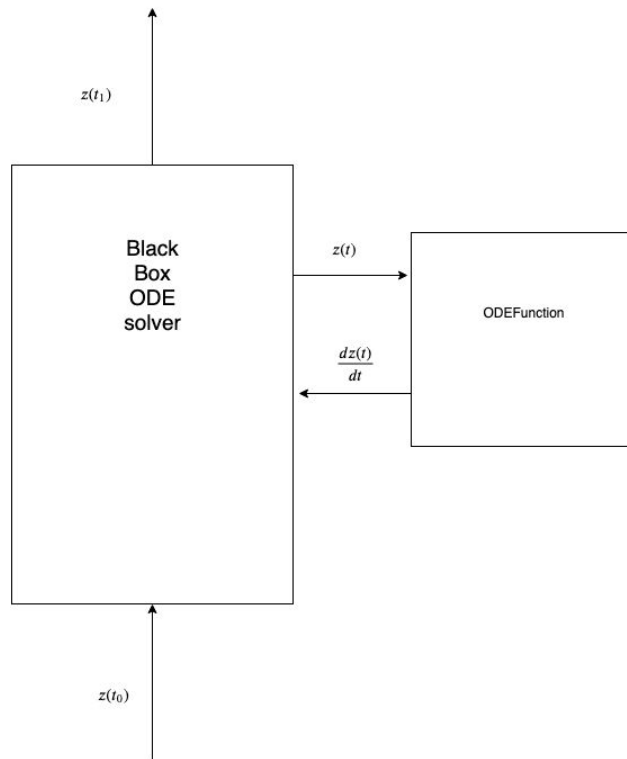 z(t₁)
Black
Box
ODE
solver
z(t)
ODEFunction
dz(t)
dt
z(t₀)